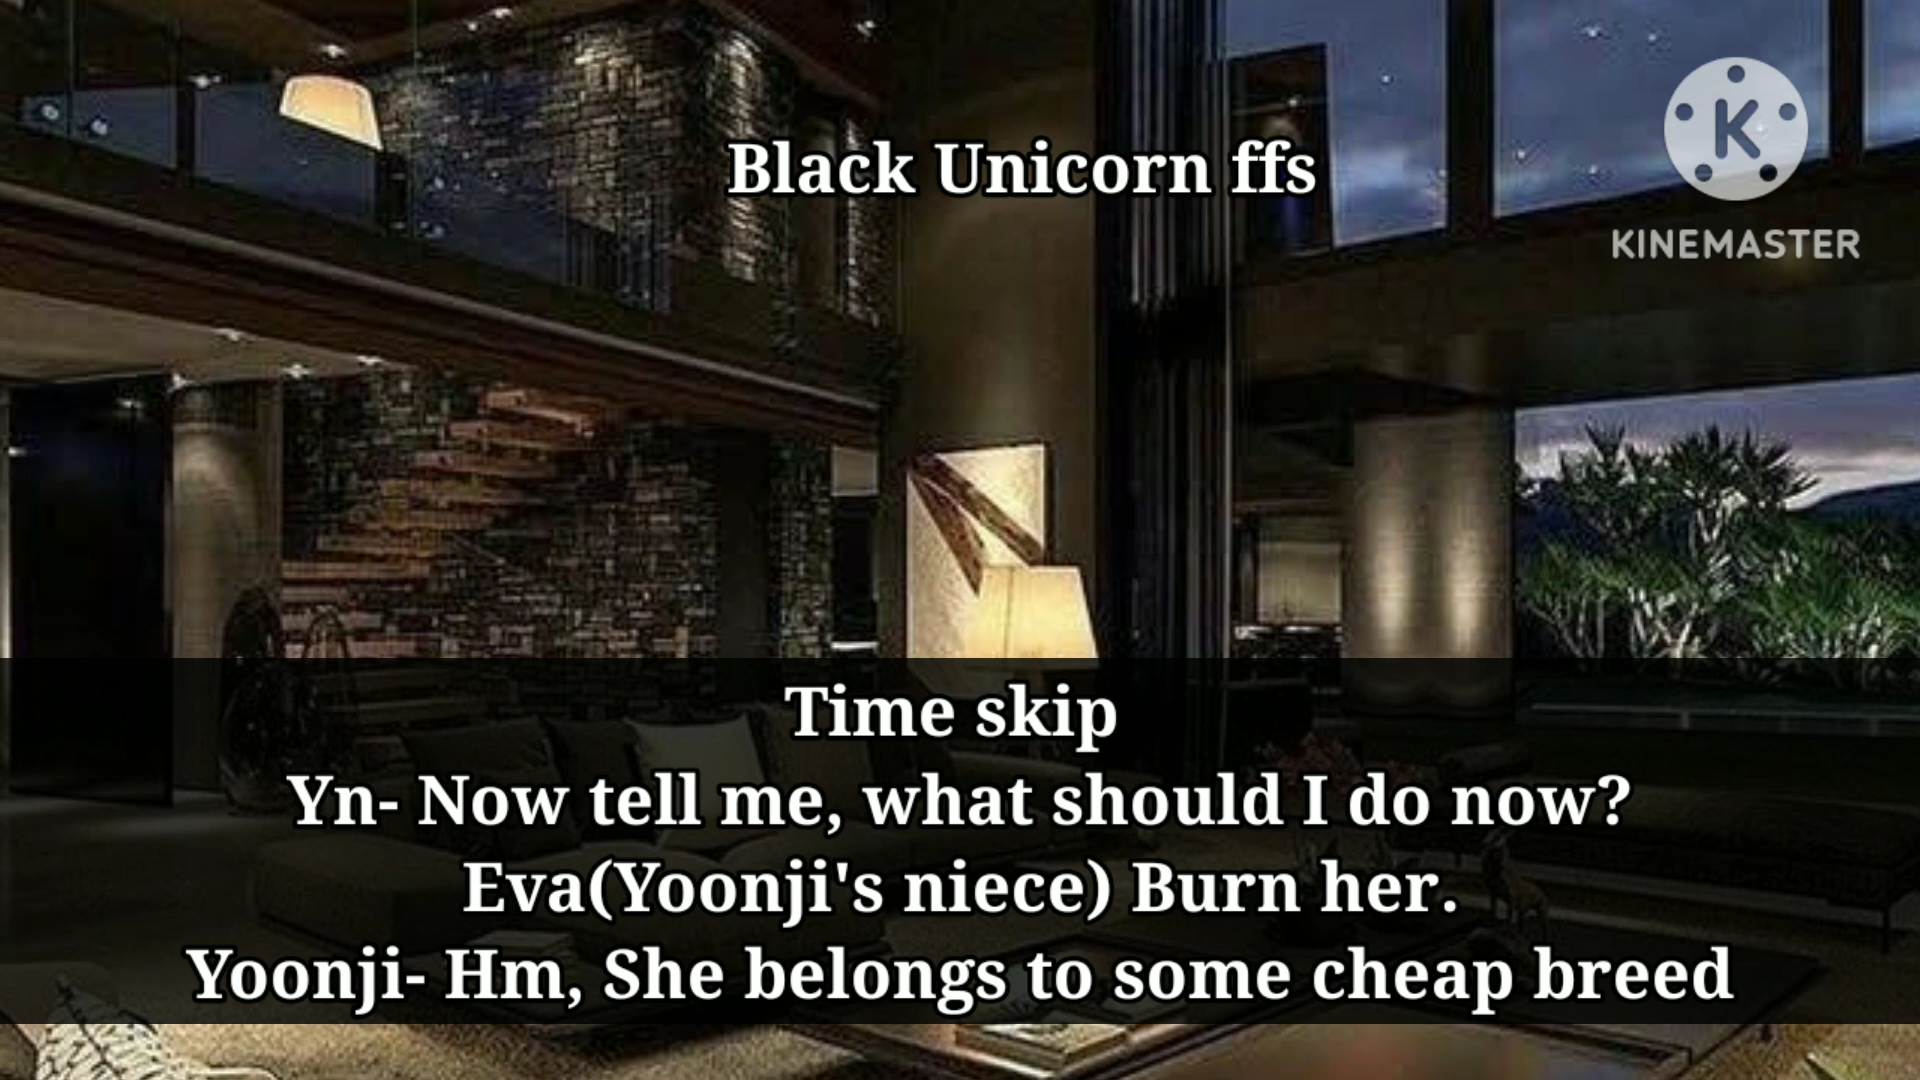 Black Unicorn ffs
K
KINEMASTER
Time skip
Yn- Now tell me, what should I do now?
Eva(Yoonji's niece) Burn her.
Yoonji- Hm, She belongs to some cheap breed